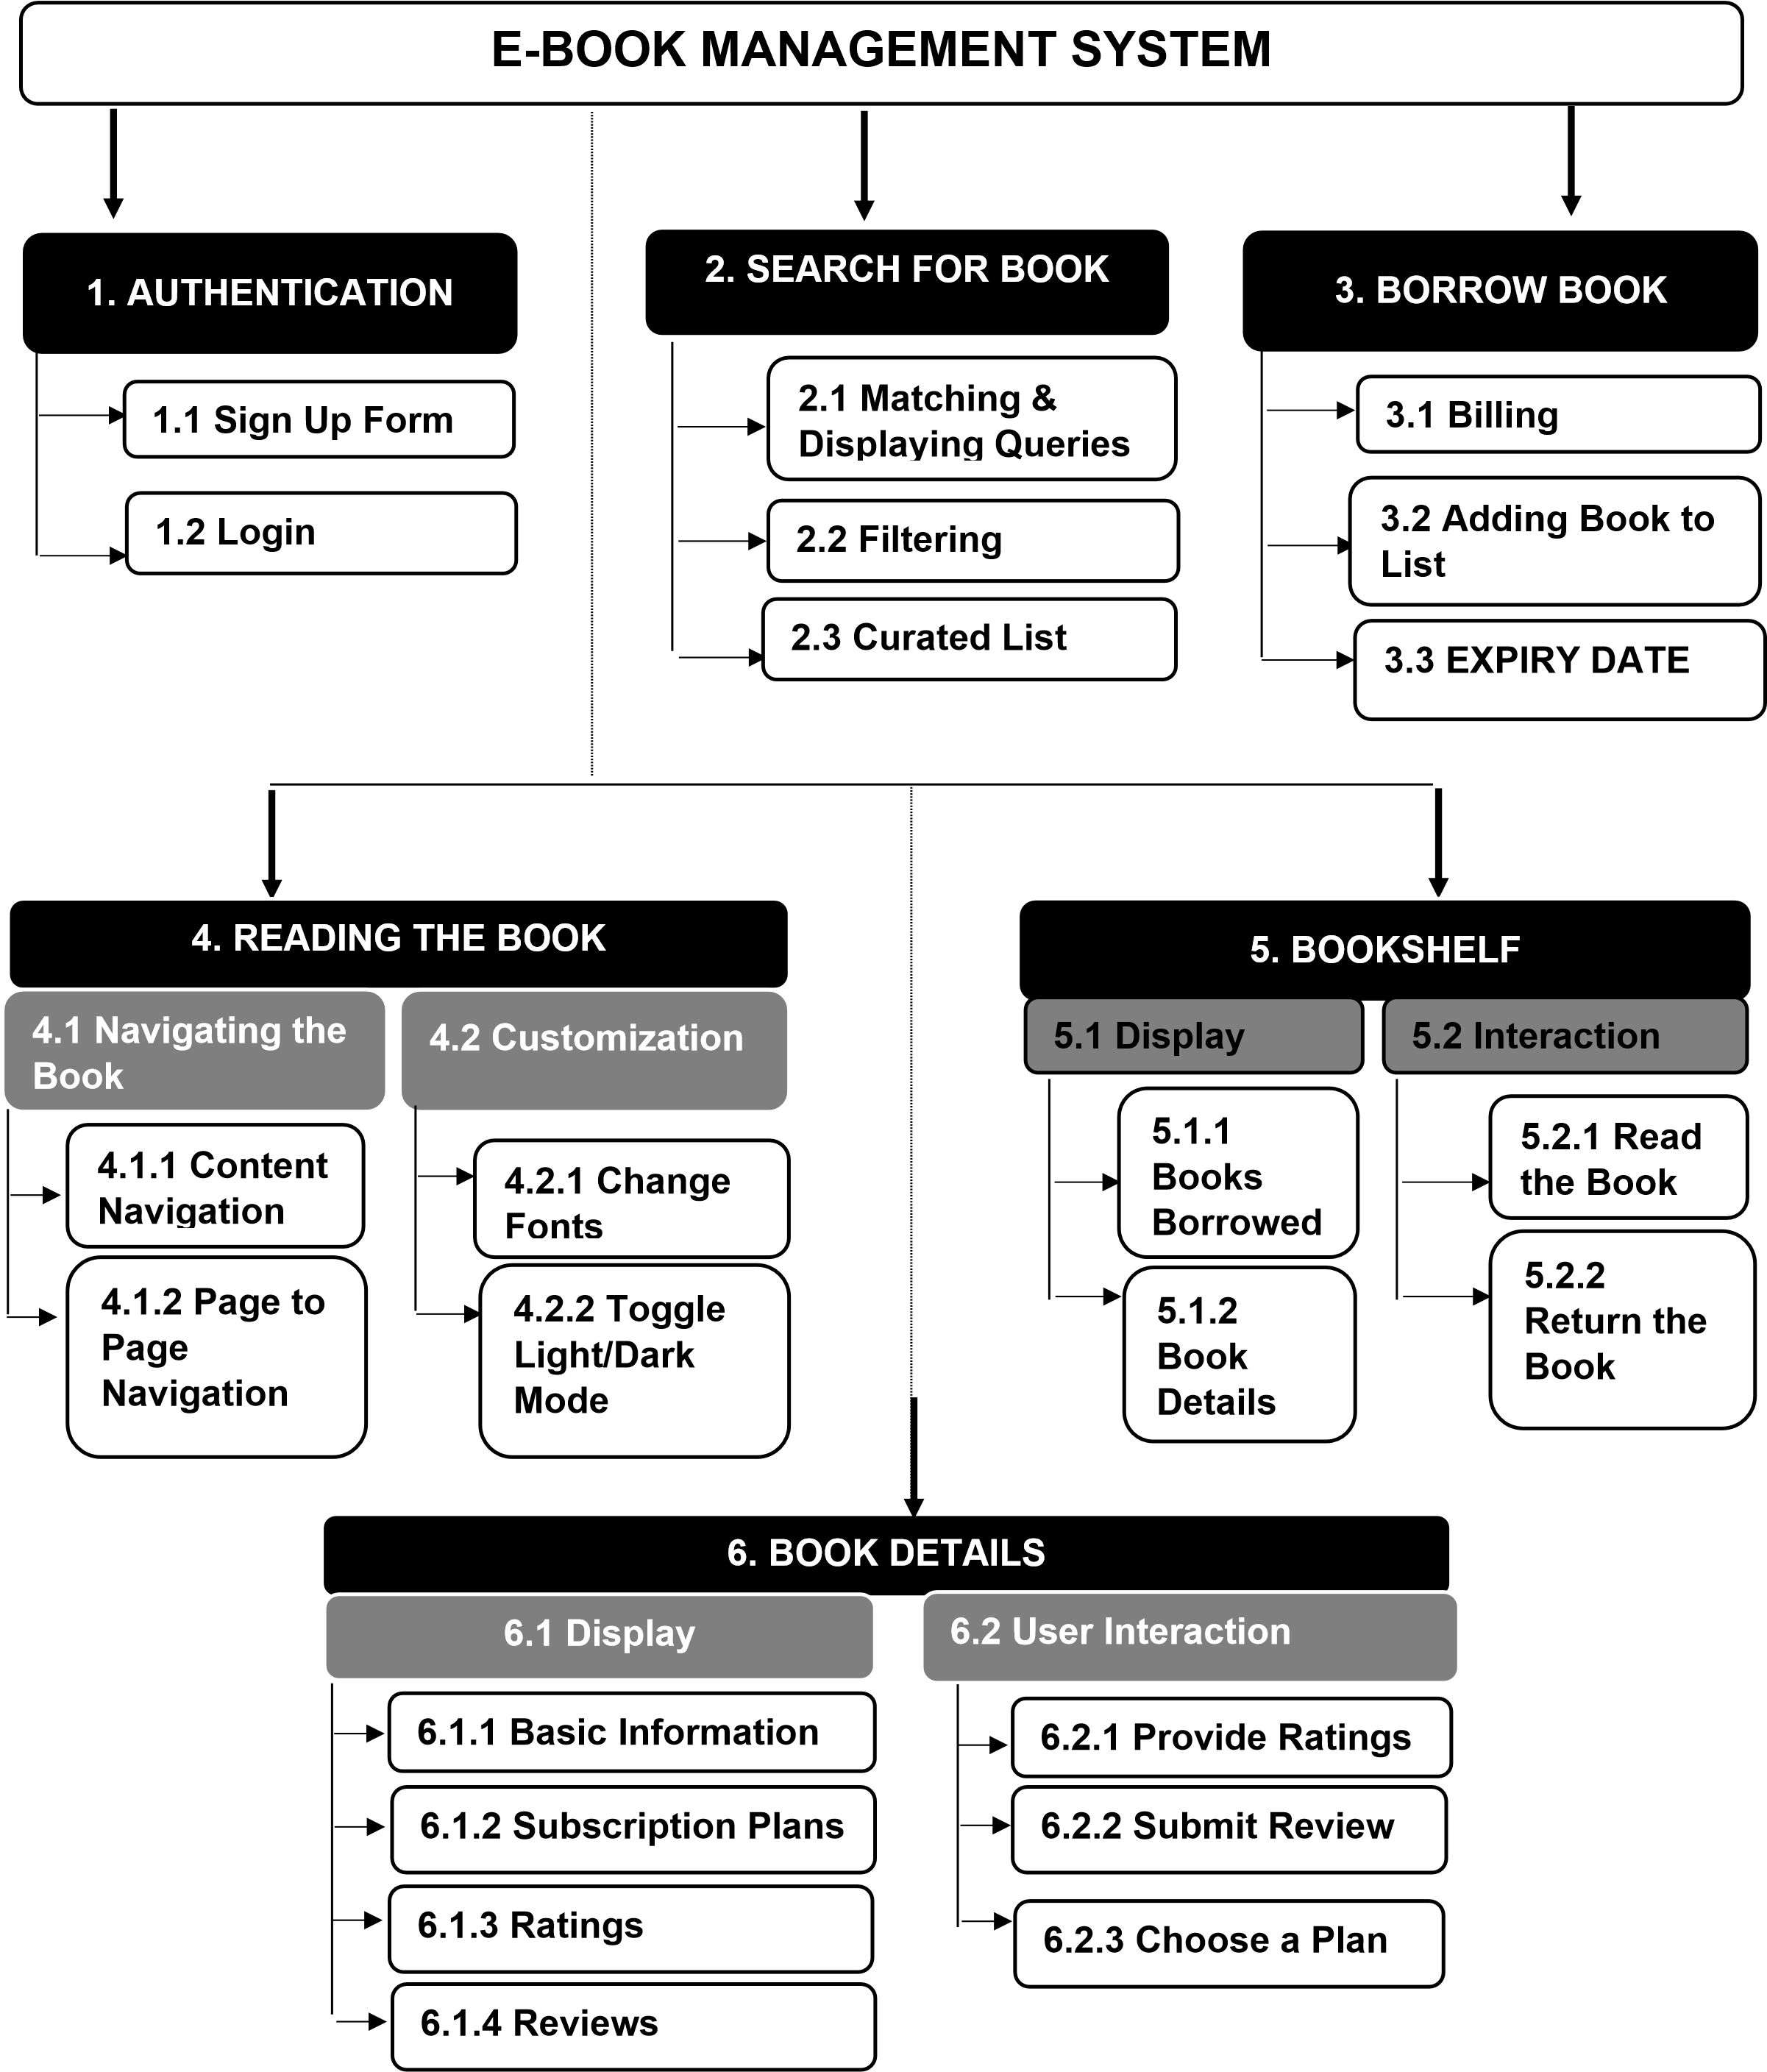 E-BOOK MANAGEMENT SYSTEM
1. AUTHENTICATION
1.1 Sign Up Form
1.2 Login
2. SEARCH FOR BOOK
2.1 Matching &
Displaying Queries
2.2 Filtering
2.3 Curated List
3. BORROW BOOK
3.1 Billing
3.2 Adding Book to
List
3.3 EXPIRY DATE
4. READING THE BOOK
4.1 Navigating the
Book
4.1.1 Content
Navigation
4.1.2 Page to
Page
Navigation
4.2 Customization
4.2.1 Change
Fonts
4.2.2 Toggle
Light/Dark
Mode
5. BOOKSHELF
5.1 Display
5.1.1
Books
Borrowed
5.1.2
Book
Details
5.2 Interaction
5.2.1 Read
the Book
5.2.2
Return the
Book
6. BOOK DETAILS
6.1 Display
6.1.1 Basic Information
6.1.2 Subscription Plans
6.1.3 Ratings
6.1.4 Reviews
6.2 User Interaction
6.2.1 Provide Ratings
6.2.2 Submit Review
6.2.3 Choose a Plan